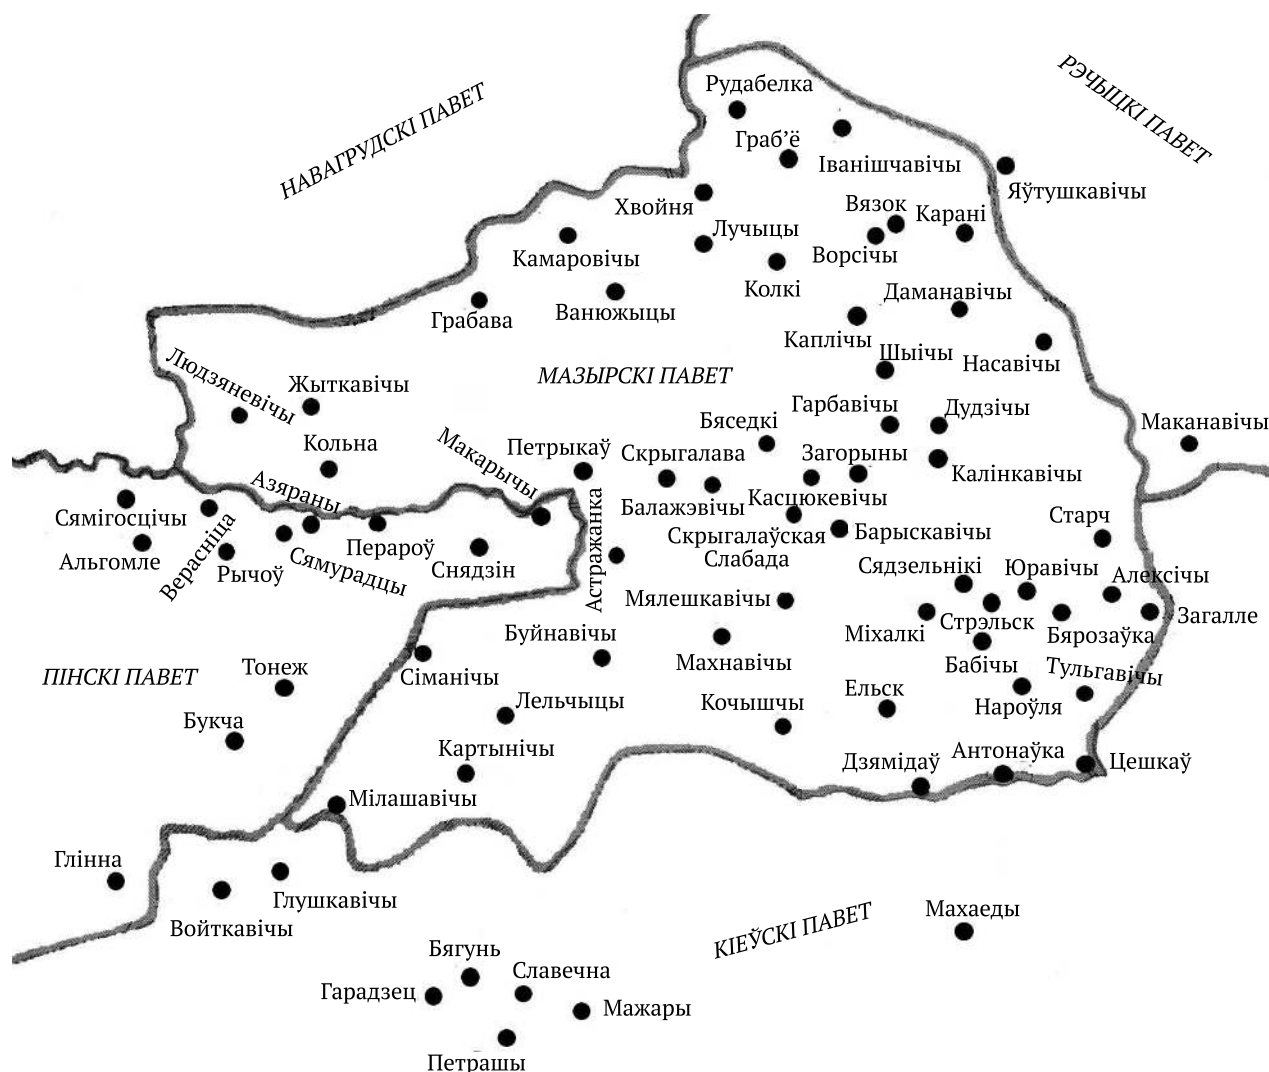 РЭЧЫЦКІ ПАВЕТ
НАВАГРУДСКІ ПАВЕТ
Рудабелка
Граб’ё
Іванішчавічы
Яўтушкавічы
Хвойня
Вязок
Карані
Лучыцы
Ворсічы
Камаровічы
Колкі
Даманавічы
Грабава
Ванюжыцы
Каплічы
Шыічы
Насавічы
Людзяневічы
Жыткавічы
МАЗЫРСКІ ПАВЕТ
Гарбавічы
Дудзічы
Бяседкі
Маканавічы
Кольна
Макарычы
Петрыкаў
Скрыгалава
Загорыны
Калінкавічы
Азяраны
Балажэвічы
Касцюкевічы
Сямігосцічы
Старч
Скрыгалаўская
Слабада
Барыскавічы
Альгомле
Верасніца
Рычоў
Сямурадцы
Перароў
Снядзін
Астражанка
Сядзельнікі
Юравічы
Алексічы
Мялешкавічы
Міхалкі
Стрэльск
Бярозаўка
Загалле
Буйнавічы
Махнавічы
Бабічы
Тульгавічы
ПІНСКІ ПАВЕТ
Тонеж
Сіманічы
Лельчыцы
Кочышчы
Ельск
Нароўля
Букча
Картынічы
Дзямідаў
Антонаўка
Цешкаў
Мілашавічы
Глінна
Глушкавічы
Войткавічы
КІЕЎСКІ ПАВЕТ
Махаеды
Бягунь
Славечна
Гарадзец
Мажары
Петрашы